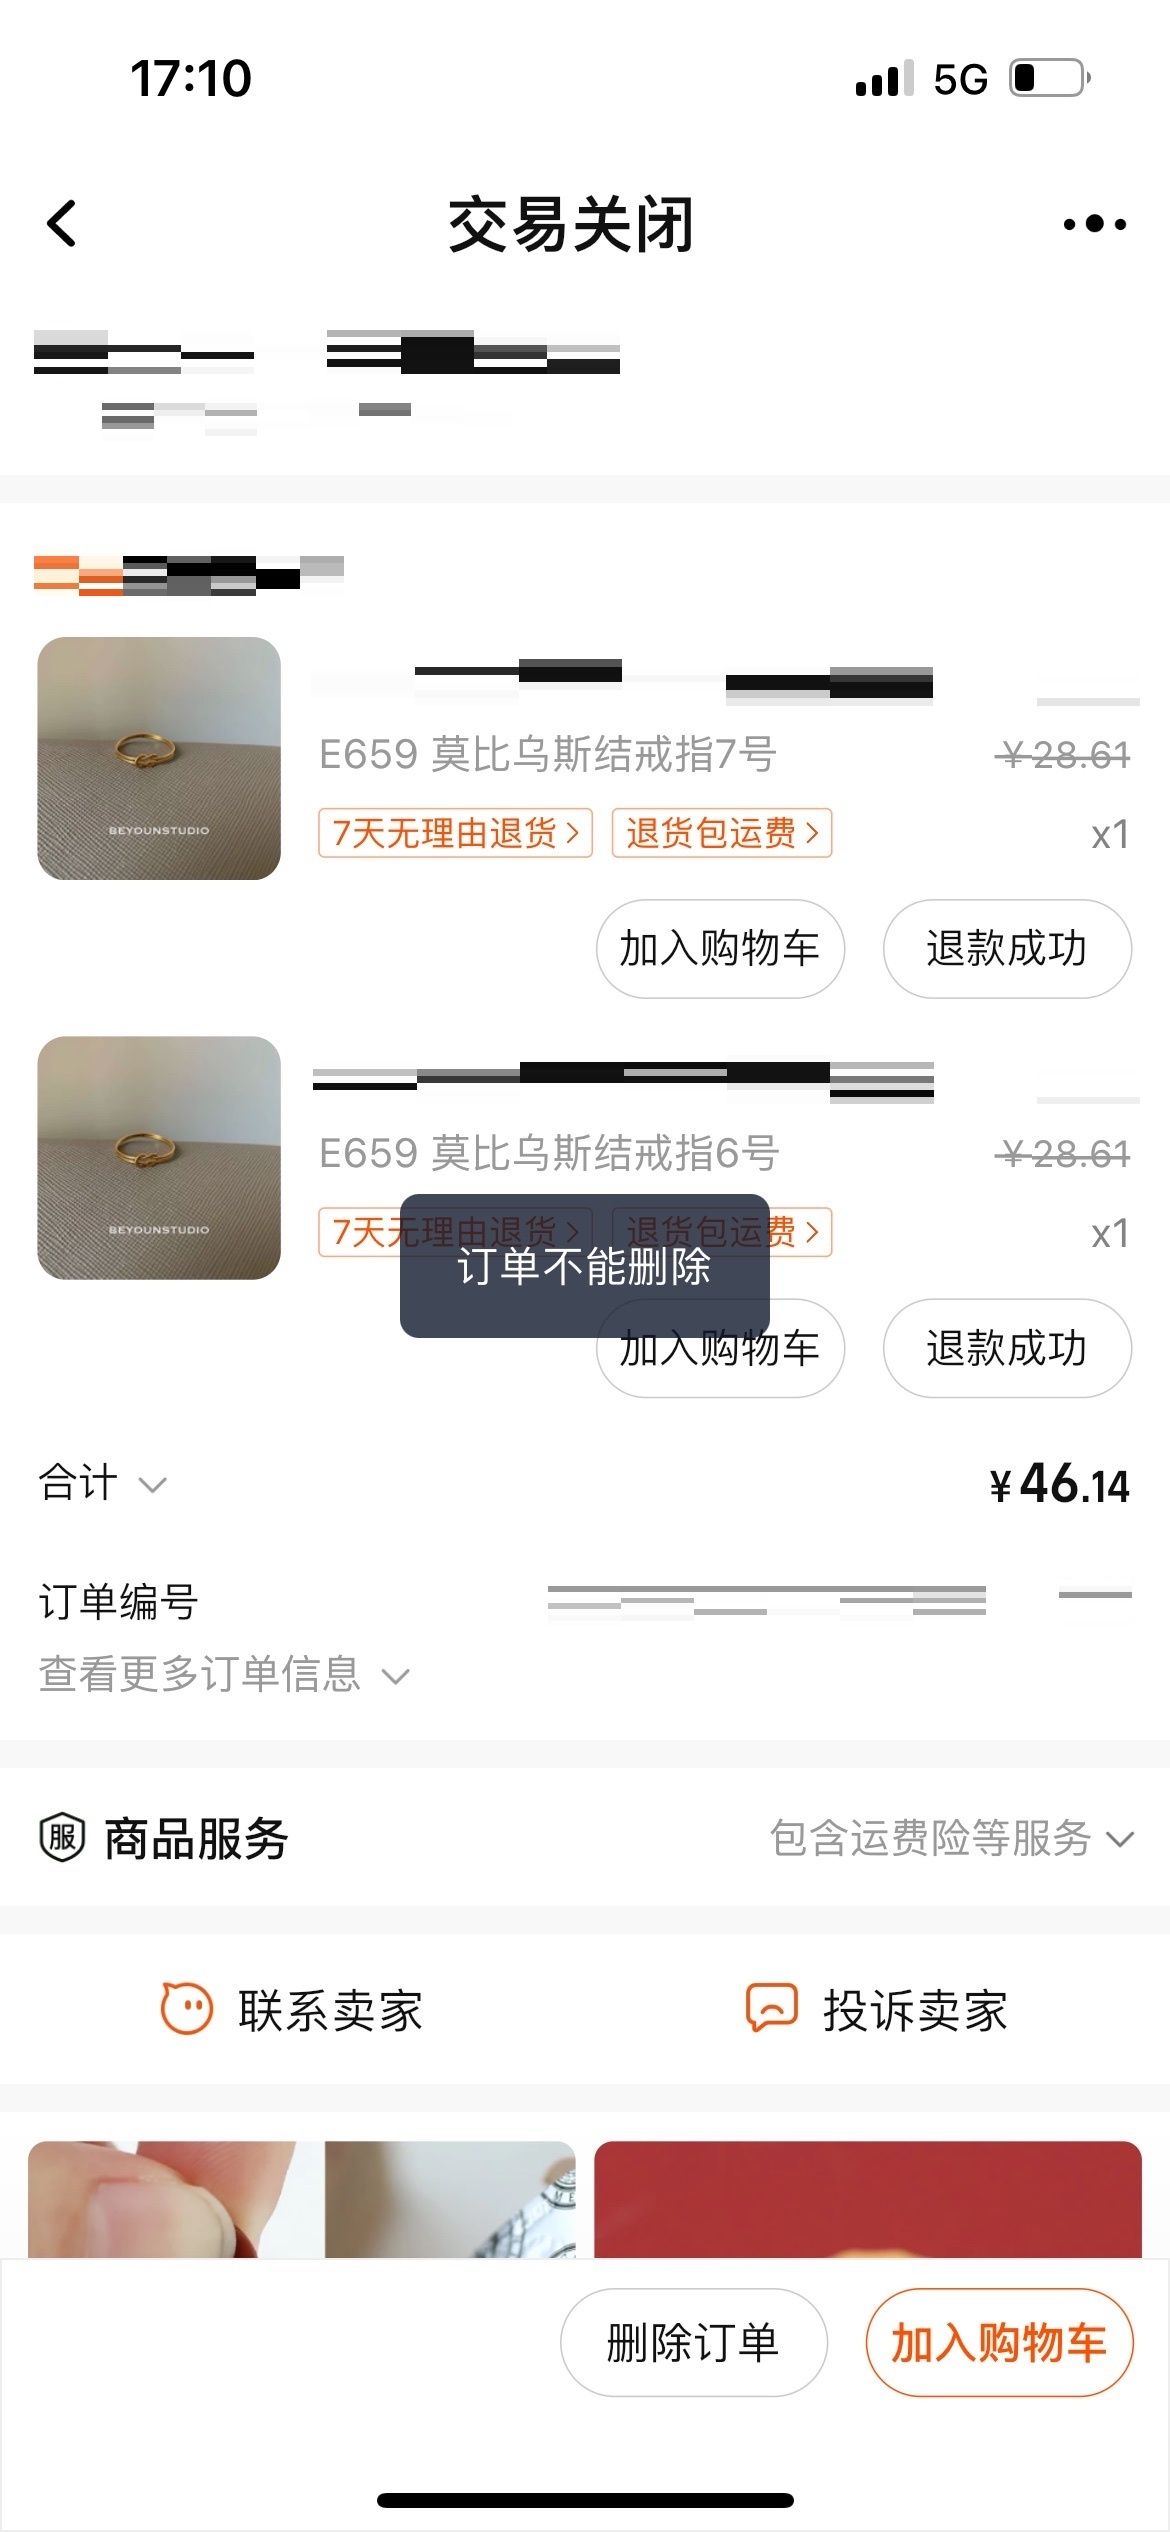 17:10
5G
交易关闭
E659 莫比乌斯结戒指7号
¥28.61
7天无理由退货
退货包运费
x1
BEYOUNSTUDIO
加入购物车
退款成功
E659 莫比乌斯结戒指6号
¥28.61
7天无理由退货
退货包运费
x1
BEYOUNSTUDIO
订单不能删除
加入购物车
退款成功
合计
¥46.14
订单编号
查看更多订单信息
服 商品服务
包含运费险等服务
联系卖家
投诉卖家
删除订单
加入购物车